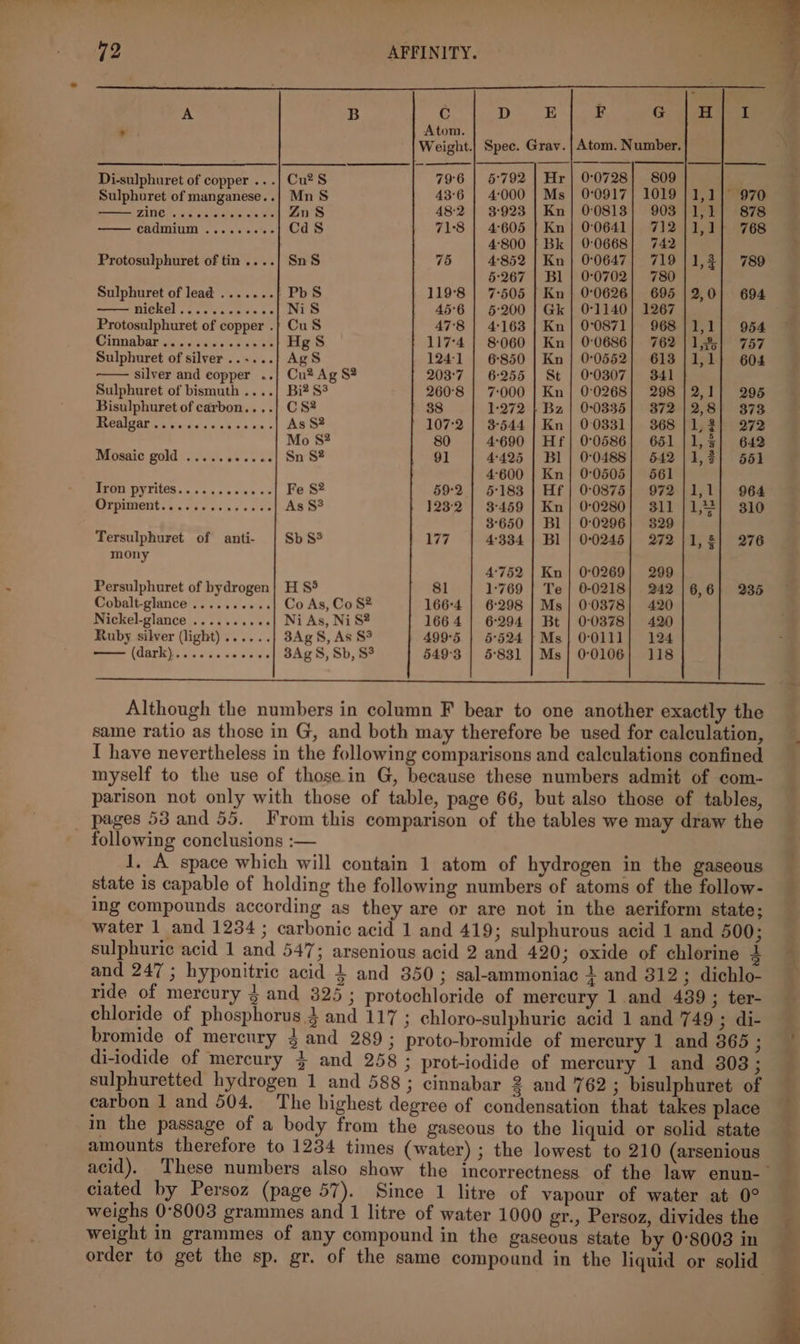 72 AFFINITY.
A B C D E F G H I
Atom. Weight. Spec. Grav. Atom. Number.
Di-sulphuret of copper ... Cu² S 79·6 5·792 Hr 0·0728 809
Sulphuret of manganese.. Mn S 43·6 4·000 Ms 0·0917 1019 1,1 970
—— zinc ............. Zn S 48·2 3·923 Kn 0·0813 903 1,1 878
—— cadmium ......... Cd S 71·8 4·605 Kn 0·0641 712 1,1 768
4·800 Bk 0·0668 742
Protosulphuret of tin .... Sn S 75 4·852 Kn 0·0647 719 789
5·267 Bl 0·0702 780
Sulphuret of lead ....... Pb S 119·8 7·505 Kn 0·0626 695 2,0 694
—— nickel............ Ni S 45·6 5·200 Gk 0·1140 1267
Protosulphuret of copper . Cu S 47·8 4·163 Kn 0·0871 968 1,1 954
Cinnabar ............. Hg S 117·4 8·060 Kn 0·0686 762 757
Sulphuret of silver ...... Ag S 124·1 6·850 Kn 0·0552 613 1,1 604
—— silver and copper .. Cu² Ag S² 203·7 6·255 St 0·0307 341
Sulphuret of bismuth .... Bi² S³ 260·8 7·000 Kn 0·0268 298 2,1 295
Bisulphuret of carbon.... C S² 38 1·272 Bz 0·0335 372 2,8 373
Realgar .............. As S² 107·2 3·544 Kn 0 0331 368 272
Mo S² 80 4·690 Hf 0·0586 651 642
Mosaic gold ........... Sn S² 91 4·425 Bl 0·0488 542 551
4·600 Kn 0·0505 561
Iron pyrites............ Fe S² 59·2 5·183 Hf 0·0875 972 1,1 964
Orpiment.............. As S³ 123·2 3·459 Kn 0·0280 311 310
3·650 Bl 0·0296 329
Tersulphuret of anti- Sb S³ 177 4·334 Bl 0·0245 272 276
mony
4·752 Kn 0·0269 299
Persulphuret of hydrogen H S⁵ 81 1·769 Te 0·0218 242 6,6 235
Cobalt-glance .......... Co As, Co S² 166·4 6·298 Ms 0·0378 420
Nickel-glance .......... Ni As, Ni S² 166 4 6·294 Bt 0·0378 420
Ruby silver (light) ...... 3Ag S, As S³ 499·5 5·524 Ms 0·0111 124
—— (dark)............ 3Ag S, Sb, S³ 549·3 5·831 Ms 0·0106 118
Although the numbers in column F bear to one another exactly the
same ratio as those in G, and both may therefore be used for calculation,
I have nevertheless in the following comparisons and calculations confined
myself to the use of those in G, because these numbers admit of com-
parison not only with those of table, page 66, but also those of tables,
pages 53 and 55. From this comparison of the tables we may draw the
following conclusions :—
1. A space which will contain 1 atom of hydrogen in the gaseous
state is capable of holding the following numbers of atoms of the follow-
ing compounds according as they are or are not in the aeriform state;
water 1 and 1234 ; carbonic acid 1 and 419; sulphurous acid 1 and 500;
sulphuric acid 1 and 547; arsenious acid 2 and 420; oxide of chlorine
and 247 ; hyponitric acid and 350 ; sal-ammoniac and 312 ; dichlo-
ride of mercury and 325 ; protochloride of mercury 1 and 439 ; ter-
chloride of phosphorus and 117 ; chloro-sulphuric acid 1 and 749 ; di-
bromide of mercury and 289 ; proto-bromide of mercury 1 and 365 ;
di-iodide of mercury and 258 ; prot-iodide of mercury 1 and 303 ;
sulphuretted hydrogen 1 and 588 ; cinnabar and 762 ; bisulphuret of
carbon 1 and 504. The highest degree of condensation that takes place
in the passage of a body from the gaseous to the liquid or solid state
amounts therefore to 1234 times (water) ; the lowest to 210 (arsenious
acid). These numbers also show the incorrectness of the law enun-
ciated by Persoz (page 57). Since 1 litre of vapour of water at 0°
weighs 0·8003 grammes and 1 litre of water 1000 gr., Persoz, divides the
weight in grammes of any compound in the gaseous state by 0·8003 in
order to get the sp. gr. of the same compound in the liquid or solid